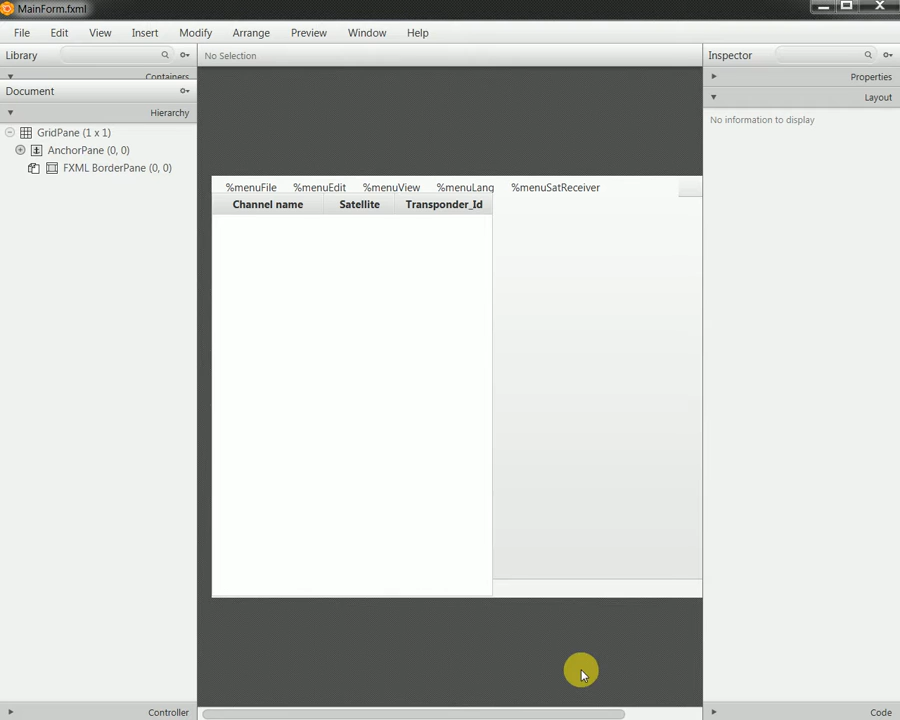 MainForm.fxml
File Edit View Insert Modify Arrange Preview Window Help
Library No Selection Inspector
Containers Properties
Document Layout
Hierarchy No information to display
GridPane (1 x 1)
AnchorPane (0, 0)
FXML BorderPane (0, 0)
%menuFile %menuEdit %menuView %menuLang %menuSatReceiver
Channel name Satellite Transponder_Id
Controller Code